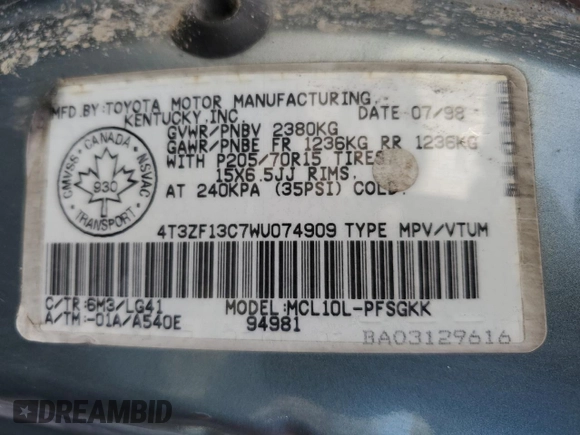 MFD.BY:TOYOTA MOTOR MANUFACTURING,
KENTUCKY,INC. DATE 07/98
GVWR/PNBV 2380KG
GAWR/PNBE FR 1236KG RR 1236KG
WITH P205/70R15 TIRES
15X6.5JJ RIMS.
AT 240KPA (35PSI) COLD.
CMVSS · CANADA · NSVAC
930
TRANSPORT
4T3ZF13C7WU074909 TYPE MPV/VTUM
C/TR:6M3/LG41 MODEL:MCL10L-PFSGKK
A/TM:-01A/A540E 94981
BA03129616
DREAMBID